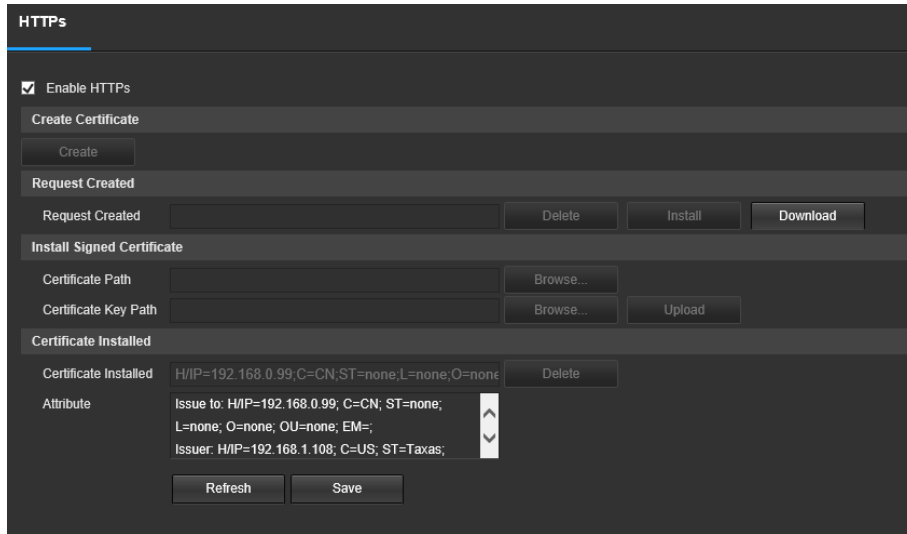 HTTPs
Enable HTTPs
Create Certificate
Create
Request Created
Request Created Delete Install Download
Install Signed Certificate
Certificate Path Browse...
Certificate Key Path Browse... Upload
Certificate Installed
Certificate Installed H/IP=192.168.0.99;C=CN;ST=none;L=none;O=none Delete
Attribute Issue to: H/IP=192.168.0.99; C=CN; ST=none;
L=none; O=none; OU=none; EM=;
Issuer: H/IP=192.168.1.108; C=US; ST=Taxas;
Refresh Save